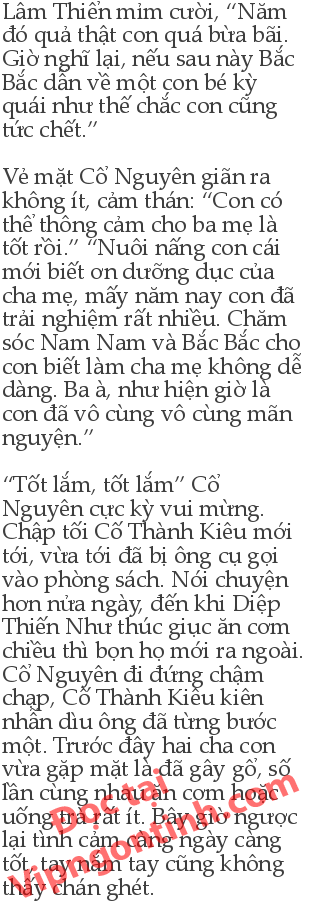 Lâm Thiển mỉm cười, “Năm
đó quả thật con quá bừa bãi.
Giờ nghĩ lại, nếu sau này Bắc
Bắc dẫn về một con bé kỳ
quái như thế chắc con cũng
tức chết.”
Vẻ mặt Cố Nguyên giãn ra
không ít, cảm thán: “Con có
thể thông cảm cho ba mẹ là
tốt rồi.” “Nuôi nấng con cái
mới biết ơn dưỡng dục của
cha mẹ, mấy năm nay con đã
trải nghiệm rất nhiều. Chăm
sóc Nam Nam và Bắc Bắc cho
con biết làm cha mẹ không dễ
dàng. Ba à, như hiện giờ là
con đã vô cùng vô cùng mãn
nguyện.”
“Tốt lắm, tốt lắm” Cố
Nguyên cực kỳ vui mừng.
Chập tối Cố Thành Kiêu mới
tới, vừa tới đã bị ông cụ gọi
vào phòng sách. Nói chuyện
hơn nửa ngày, đến khi Diệp
Thiến Như thúc giục ăn cơm
chiều thì bọn họ mới ra ngoài.
Cố Nguyên đi đứng chậm
chạp, Cố Thành Kiêu kiên
nhẫn dìu ông đã từng bước
một. Trước đây hai cha con
vừa gặp mặt là đã gây gổ, số
lần cùng nhau ăn cơm hoặc
uống trà rất ít. Bây giờ ngược
lại tình cảm càng ngày càng
tốt, tay nắm tay cũng không
thấy chán ghét.
Đọc tại
Vipngontinh.com